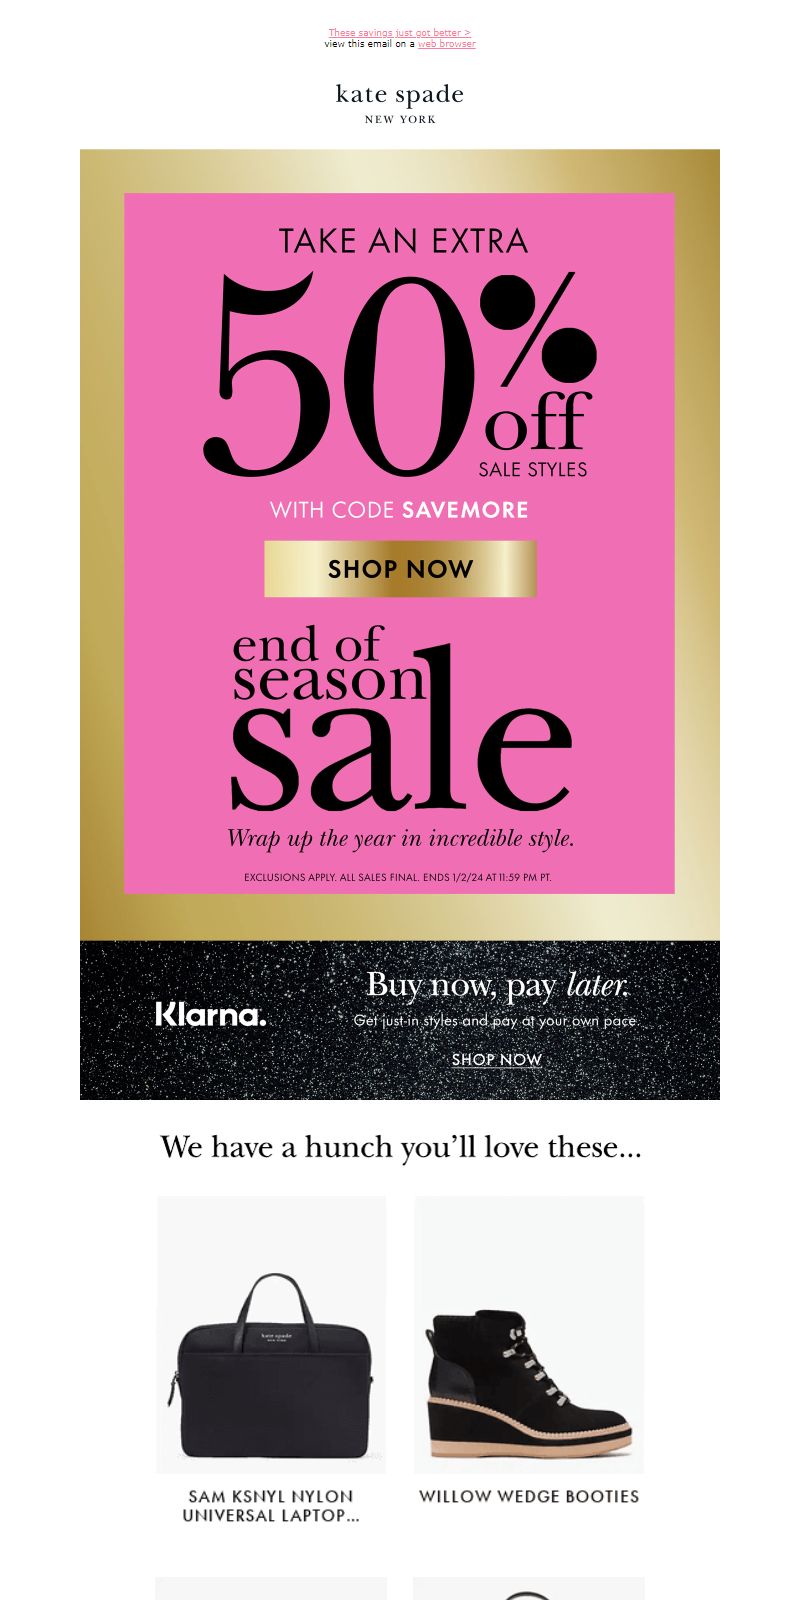 These savings just got better >
view this email on a web browser
kate spade
NEW YORK
TAKE AN EXTRA
50% off
SALE STYLES
WITH CODE SAVEMORE
SHOP NOW
end of
season
sale
Wrap up the year in incredible style.
EXCLUSIONS APPLY. ALL SALES FINAL. ENDS 1/2/24 AT 11:59 PM PT.
Klarna.
Buy now, pay later.
Get just-in styles and pay at your own pace.
SHOP NOW
We have a hunch you’ll love these...
kate spade
NEW YORK
SAM KSNYL NYLON
UNIVERSAL LAPTOP...
WILLOW WEDGE BOOTIES